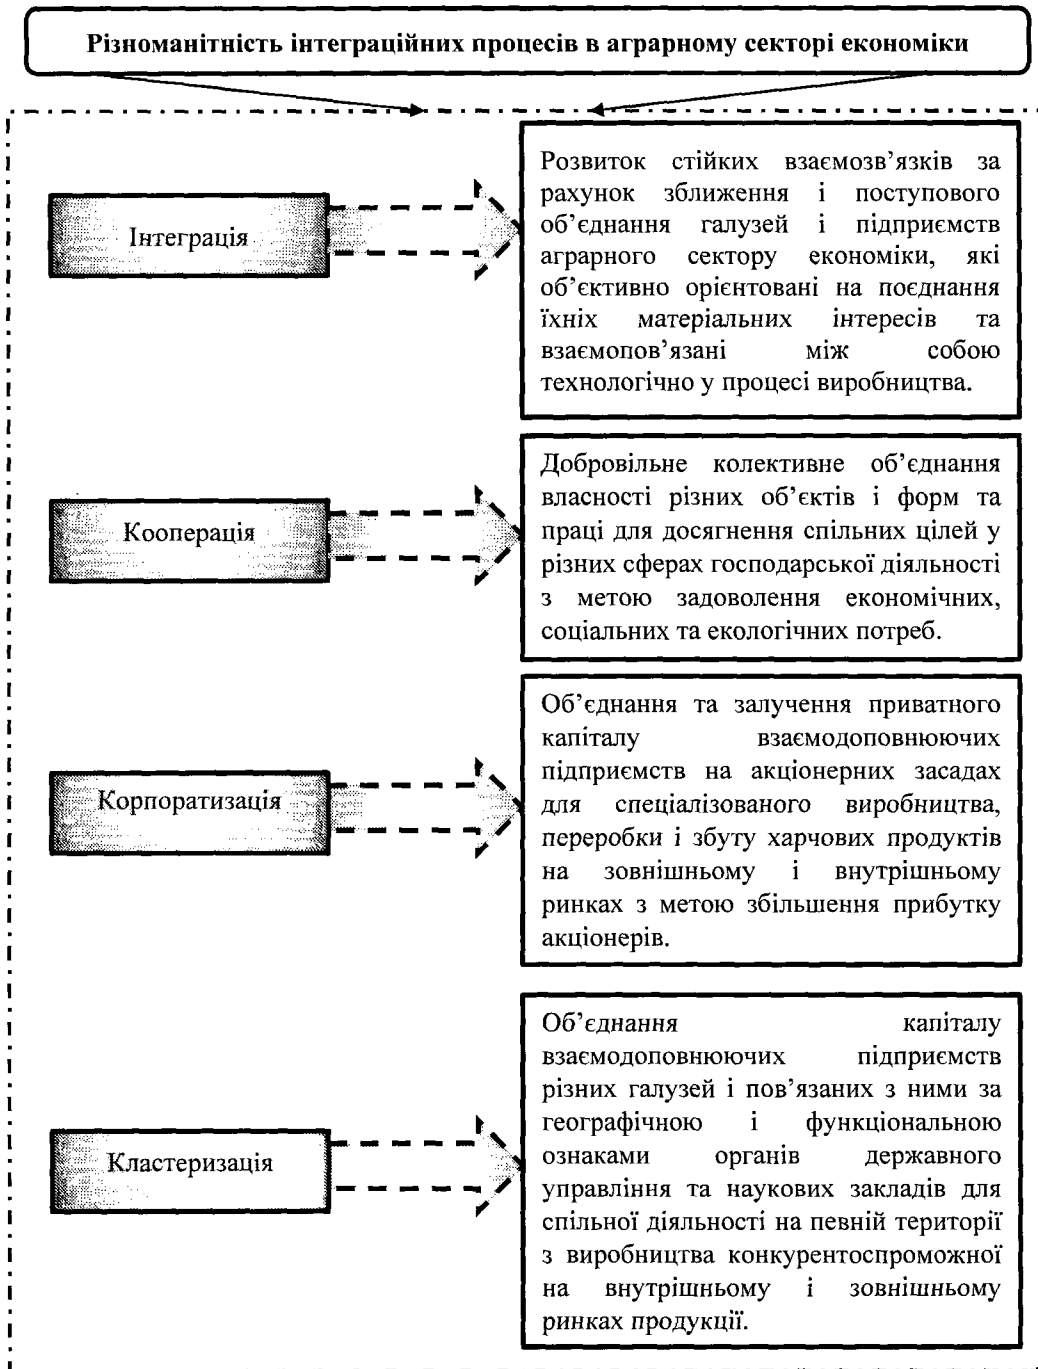 Різноманітність інтеграційних процесів в аграрному секторі економіки
Інтеграція
Розвиток стійких взаємозв’язків за
рахунок зближення і поступового
об’єднання галузей і підприємств
аграрного сектору економіки, які
об’єктивно орієнтовані на поєднання
їхніх матеріальних інтересів та
взаємопов’язані між собою
технологічно у процесі виробництва.
Кооперація
Добровільне колективне об’єднання
власності різних об’єктів і форм та
праці для досягнення спільних цілей у
різних сферах господарської діяльності
з метою задоволення економічних,
соціальних та екологічних потреб.
Корпоратизація
Об’єднання та залучення приватного
капіталу взаємодоповнюючих
підприємств на акціонерних засадах
для спеціалізованого виробництва,
переробки і збуту харчових продуктів
на зовнішньому і внутрішньому
ринках з метою збільшення прибутку
акціонерів.
Кластеризація
Об’єднання капіталу
взаємодоповнюючих підприємств
різних галузей і пов’язаних з ними за
географічною і функціональною
ознаками органів державного
управління та наукових закладів для
спільної діяльності на певній території
з виробництва конкурентоспроможної
на внутрішньому і зовнішньому
ринках продукції.